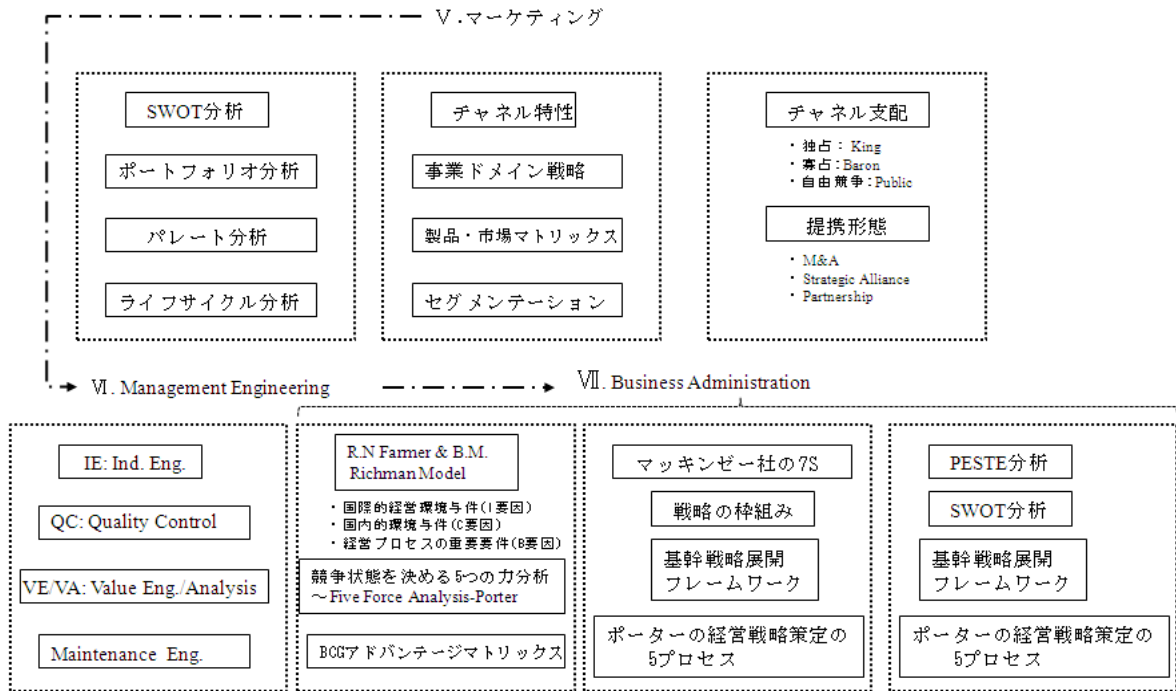 Ⅴ.マーケティング
SWOT分析
ポートフォリオ分析
パレート分析
ライフサイクル分析
チャネル特性
事業ドメイン戦略
製品・市場マトリックス
セグメンテーション
チャネル支配
・独占： King
・寡占：Baron
・自由競争：Public
提携形態
・ M&A
・ Strategic Alliance
・ Partnership
Ⅵ. Management Engineering
Ⅶ. Business Administration
IE: Ind. Eng.
QC: Quality Control
VE/VA: Value Eng./Analysis
Maintenance Eng.
R.N Farmer & B.M.
Richman Model
・国際的経営環境与件(I要因)
・国内的環境与件(C要因)
・経営プロセスの重要要件(B要因)
競争状態を決める5つの力分析
～Five Force Analysis-Porter
BCGアドバンテージマトリックス
マッキンゼー社の7S
戦略の枠組み
基幹戦略展開
フレームワーク
ポーターの経営戦略策定の
5プロセス
PESTE分析
SWOT分析
基幹戦略展開
フレームワーク
ポーターの経営戦略策定の
5プロセス